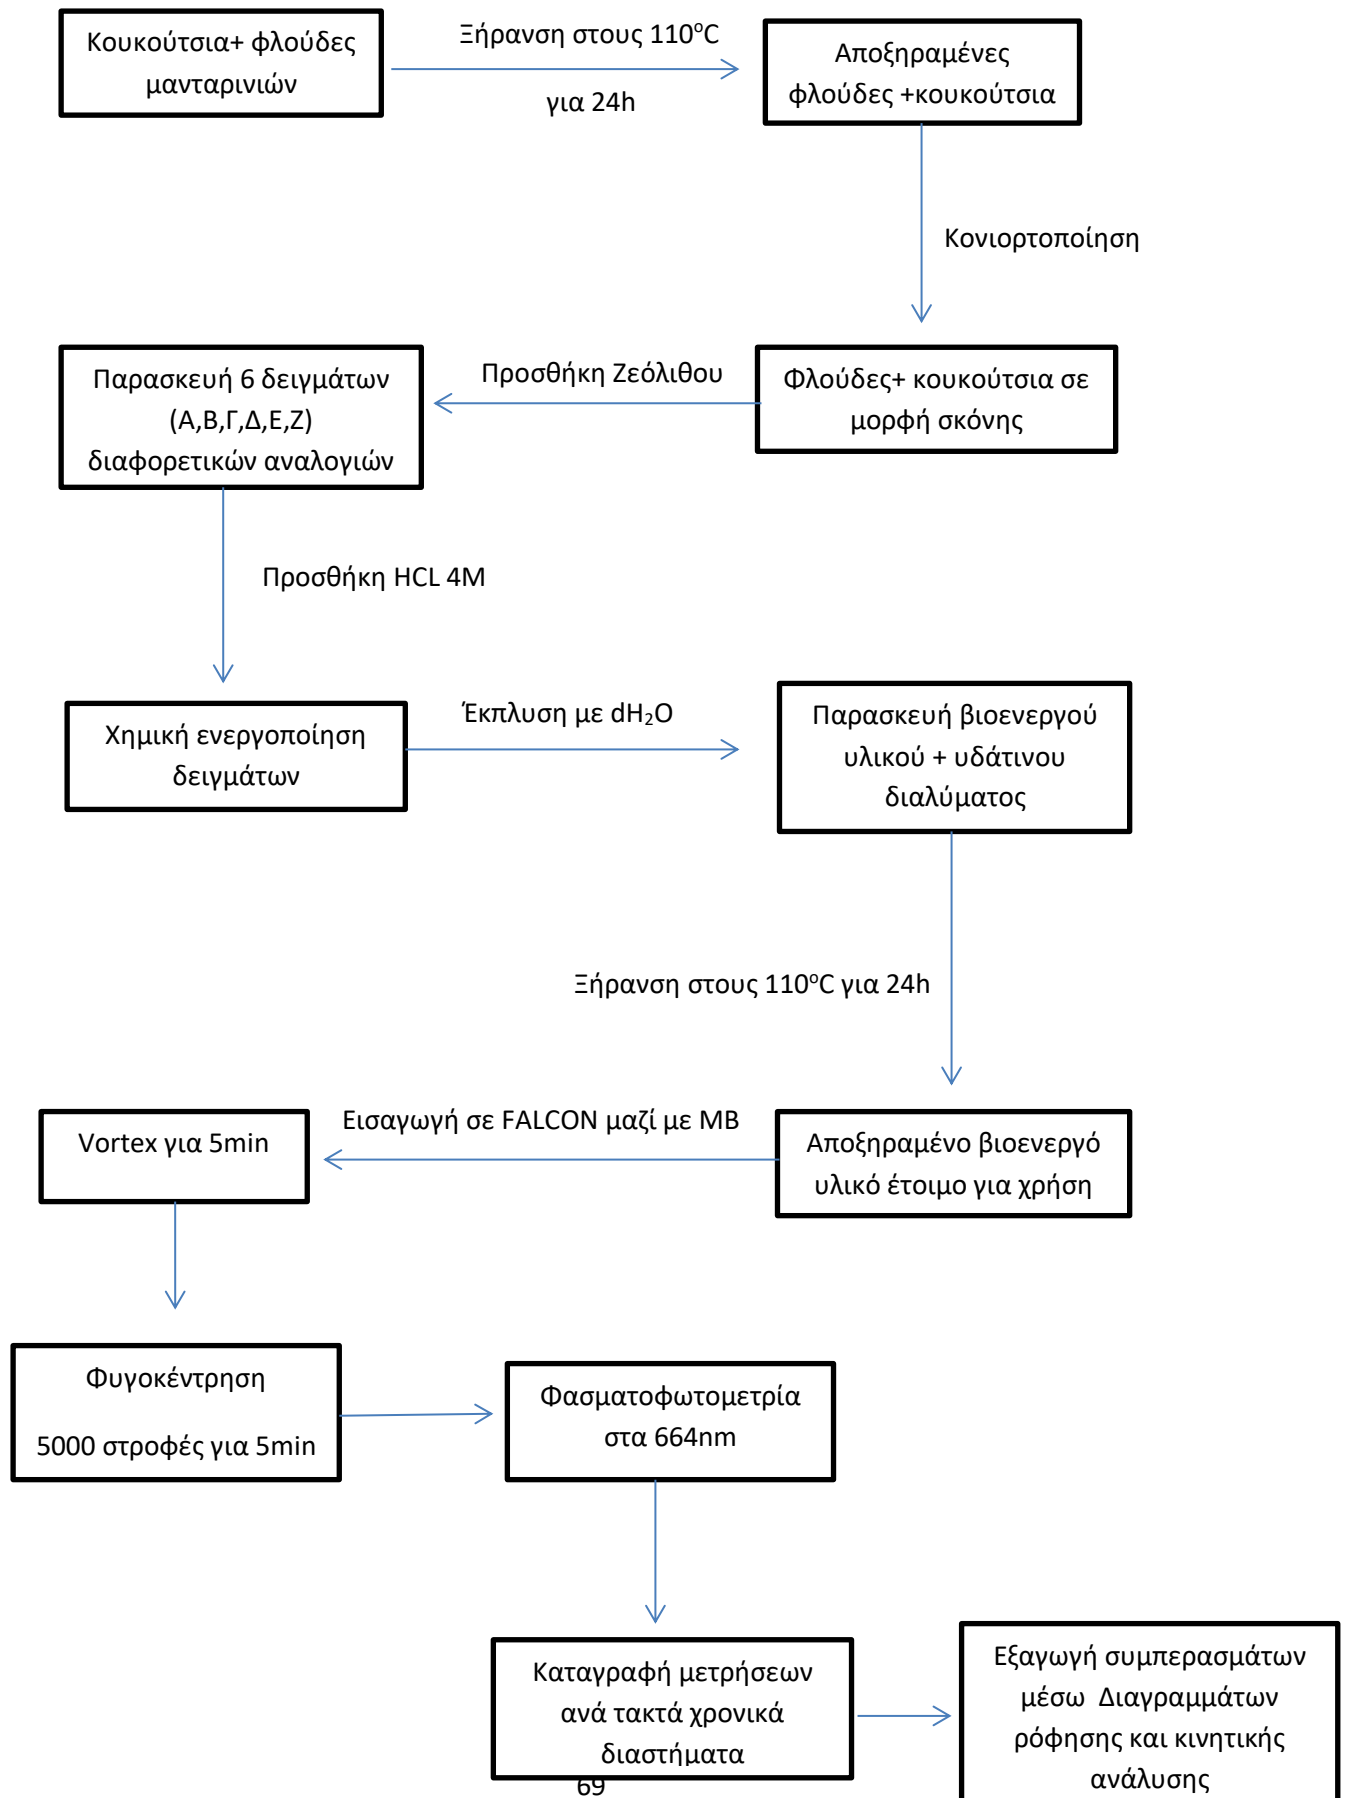 Κουκούτσια+ φλούδες
μανταρινιών
Ξήρανση στους 110ᵒC
για 24h
Αποξηραμένες
φλούδες +κουκούτσια
Κονιορτοποίηση
Φλούδες+ κουκούτσια σε
μορφή σκόνης
Προσθήκη Ζεόλιθου
Παρασκευή 6 δειγμάτων
(Α,Β,Γ,Δ,Ε,Ζ)
διαφορετικών αναλογιών
Προσθήκη HCL 4M
Χημική ενεργοποίηση
δειγμάτων
Έκπλυση με dH₂O
Παρασκευή βιοενεργού
υλικού + υδάτινου
διαλύματος
Ξήρανση στους 110ᵒC για 24h
Αποξηραμένο βιοενεργό
υλικό έτοιμο για χρήση
Εισαγωγή σε FALCON μαζί με MB
Vortex για 5min
Φυγοκέντρηση
5000 στροφές για 5min
Φασματοφωτομετρία
στα 664nm
Καταγραφή μετρήσεων
ανά τακτά χρονικά
διαστήματα
Εξαγωγή συμπερασμάτων
μέσω Διαγραμμάτων
ρόφησης και κινητικής
ανάλυσης
69